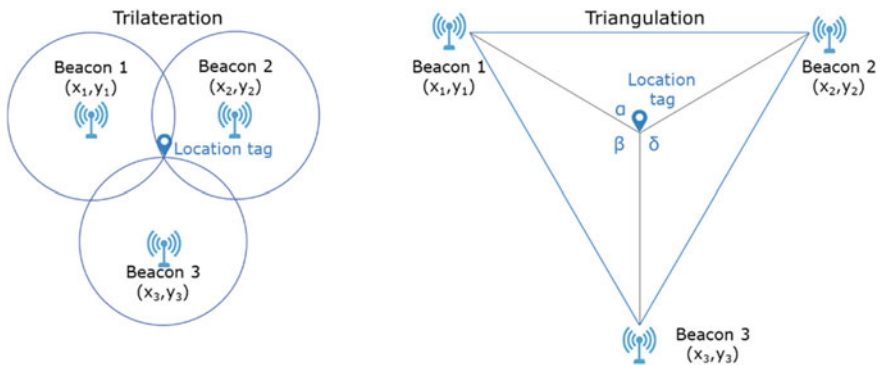 Trilateration
Beacon 1
(x₁,y₁)
Beacon 2
(x₂,y₂)
Location tag
Beacon 3
(x₃,y₃)
Triangulation
Beacon 1
(x₁,y₁)
Beacon 2
(x₂,y₂)
Location
tag
α
β δ
Beacon 3
(x₃,y₃)